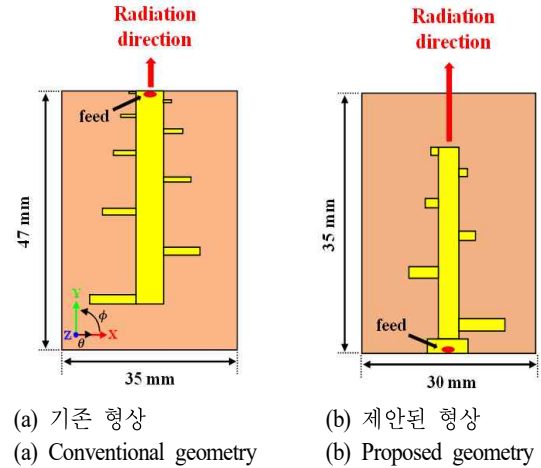 Radiation
direction
feed
47 mm
Y
ϕ
Z
θ
X
35 mm
(a) 기존 형상
(a) Conventional geometry
Radiation
direction
35 mm
feed
30 mm
(b) 제안된 형상
(b) Proposed geometry